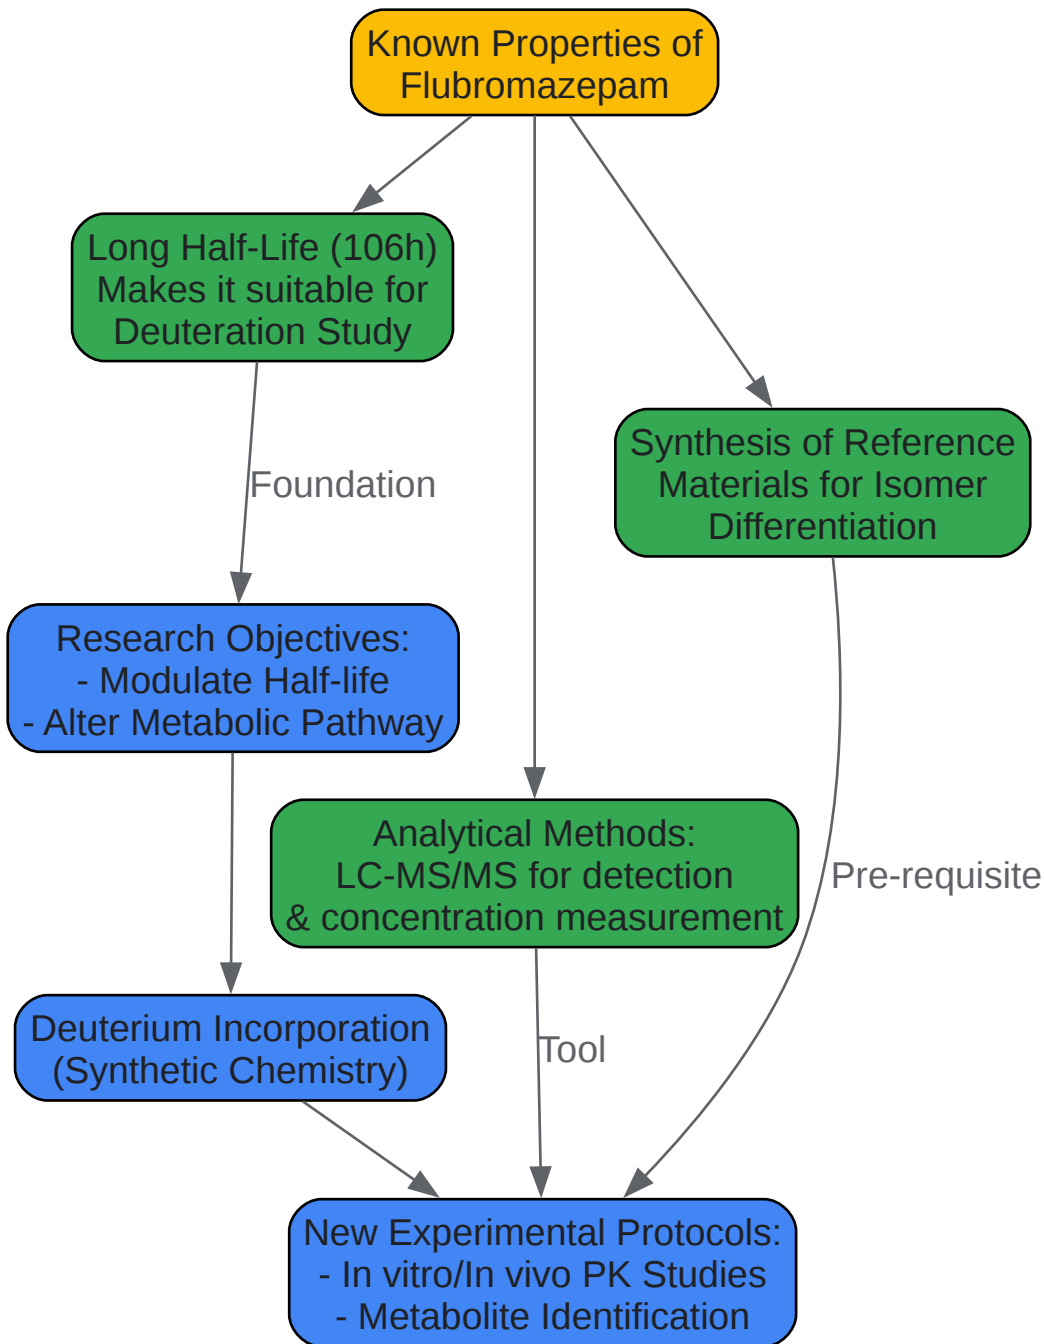 Known Properties of
Flubromazepam
Long Half-Life (106h)
Makes it suitable for
Deuteration Study
Synthesis of Reference
Materials for Isomer
Differentiation
Foundation
Research Objectives:
- Modulate Half-life
- Alter Metabolic Pathway
Analytical Methods:
LC-MS/MS for detection
& concentration measurement
Pre-requisite
Deuterium Incorporation
(Synthetic Chemistry)
Tool
New Experimental Protocols:
- In vitro/In vivo PK Studies
- Metabolite Identification